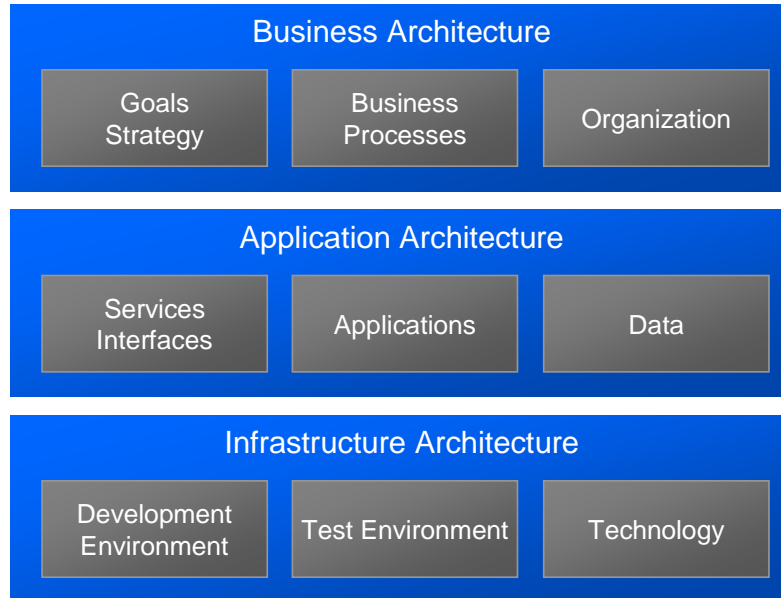 Business Architecture
Goals
Strategy
Business
Processes
Organization
Application Architecture
Services
Interfaces
Applications
Data
Infrastructure Architecture
Development
Environment
Test Environment
Technology